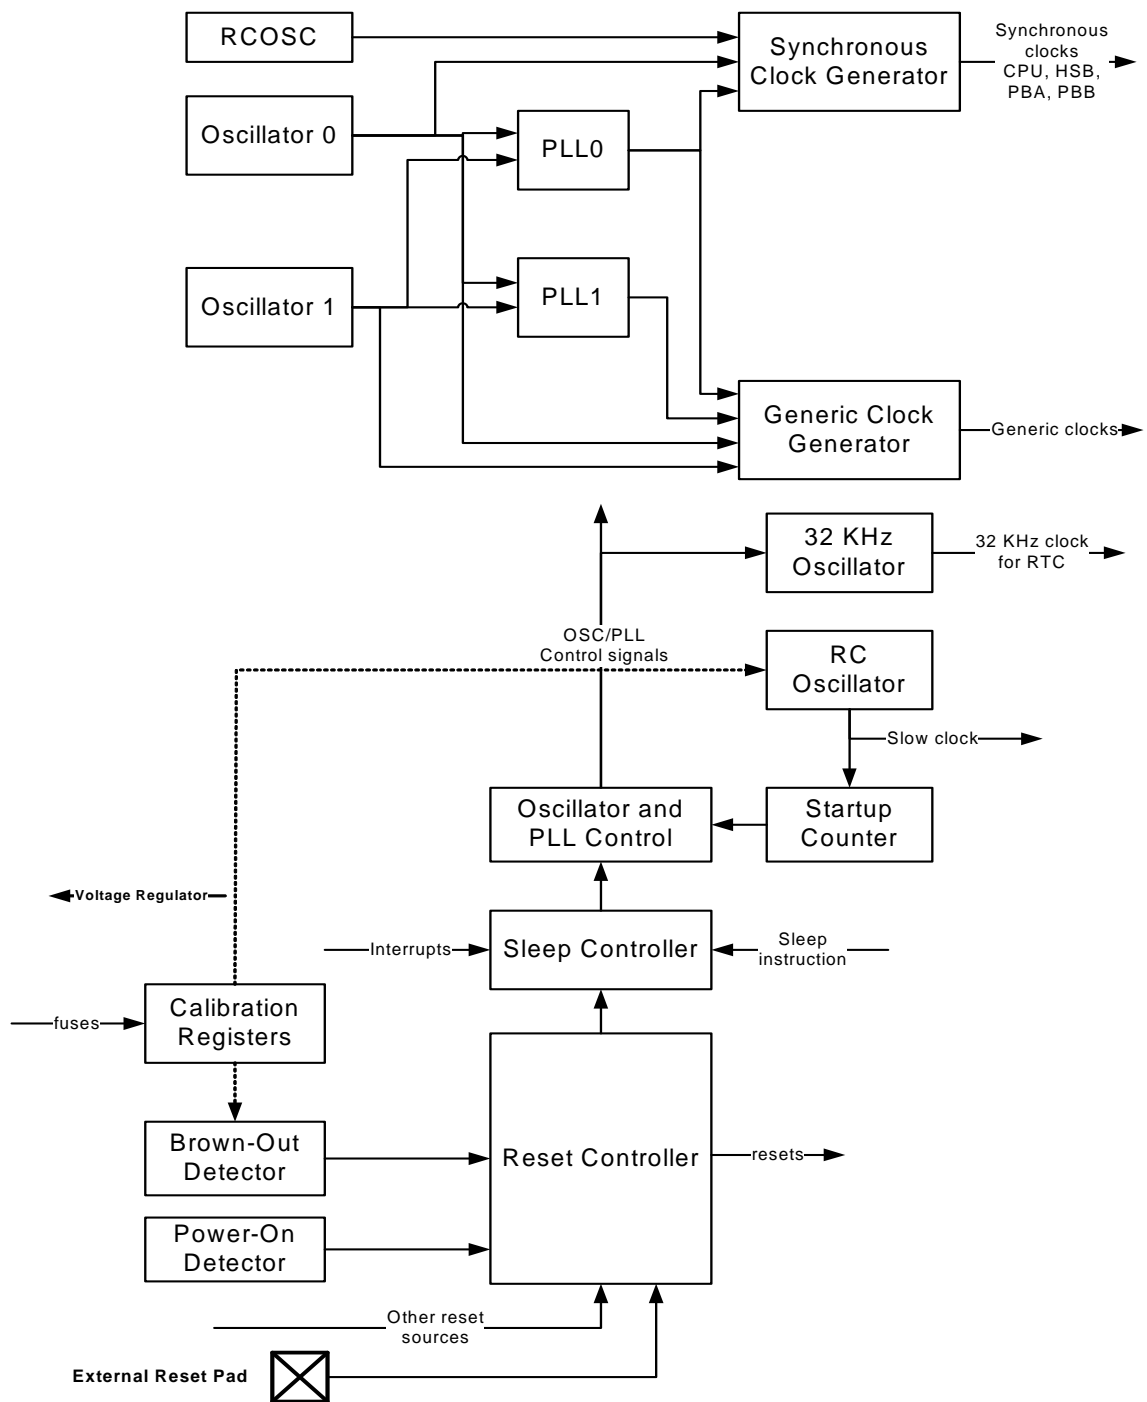 RCOSC
Synchronous
Clock Generator
Synchronous
clocks
CPU, HSB,
PBA, PBB
Oscillator 0
PLL0
Oscillator 1
PLL1
Generic Clock
Generator
Generic clocks
32 KHz
Oscillator
32 KHz clock
for RTC
OSC/PLL
Control signals
RC
Oscillator
Slow clock
Oscillator and
PLL Control
Startup
Counter
Voltage Regulator
Interrupts
Sleep Controller
Sleep
instruction
fuses
Calibration
Registers
Brown-Out
Detector
Reset Controller
resets
Power-On
Detector
Other reset
sources
External Reset Pad